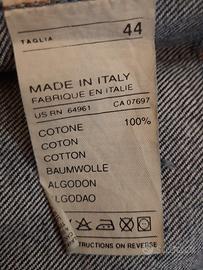 TAGLIA 44
MADE IN ITALY
FABRIQUE EN ITALIE
US RN 64961 CA 07697
COTONE 100%
COTON
COTTON
BAUMWOLLE
ALGODON
LGODAO
STRUCTIONS ON REVERSE